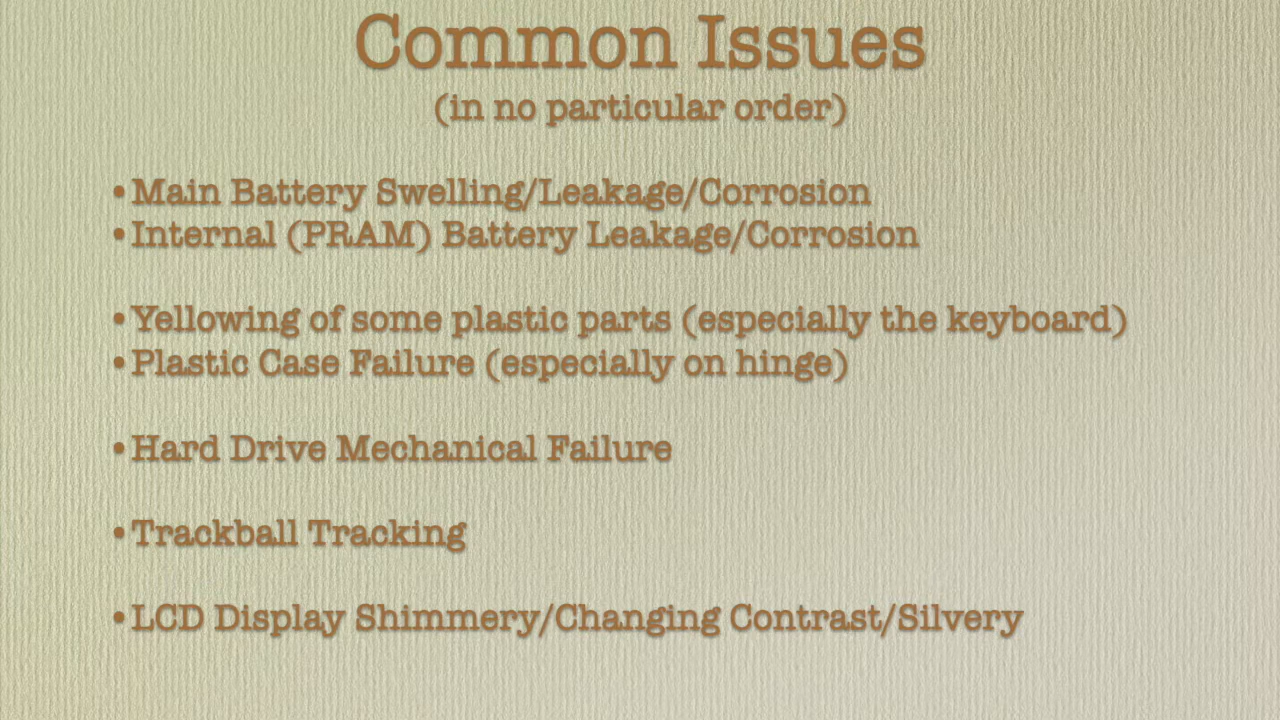 Common Issues
(in no particular order)
•Main Battery Swelling/Leakage/Corrosion
•Internal (PRAM) Battery Leakage/Corrosion
•Yellowing of some plastic parts (especially the keyboard)
•Plastic Case Failure (especially on hinge)
•Hard Drive Mechanical Failure
•Trackball Tracking
•LCD Display Shimmery/Changing Contrast/Silvery